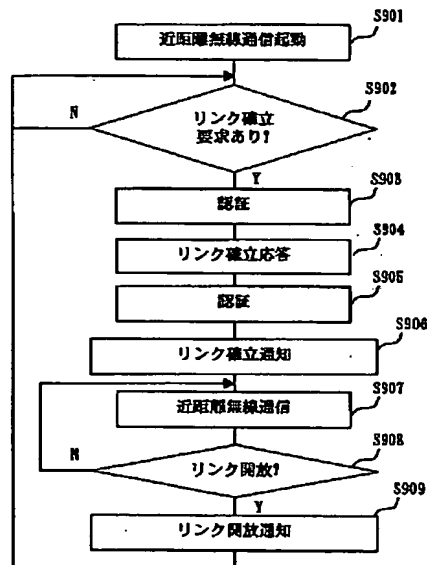 S901
近距離無線通信起動
S902
リンク確立
要求あり?
N
Y
S903
認証
S904
リンク確立応答
S905
認証
S906
リンク確立通知
S907
近距離無線通信
S908
リンク開放?
N
Y
S909
リンク開放通知